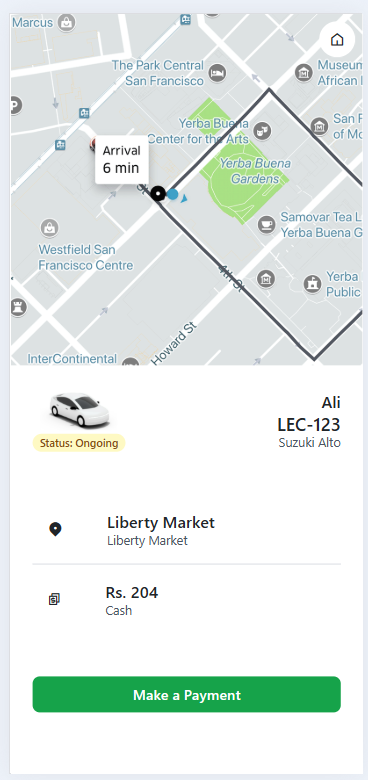 Marcus
The Park Central
San Francisco
Museum
African
Yerba Buena
Center for the Arts
San F
of Mo
Arrival
6 min
Yerba Buena
Gardens
St
Samovar Tea L
Yerba Buena G
Westfield San
Francisco Centre
4th St
Yerba
Public
Howard St
InterContinental
Ali
LEC-123
Suzuki Alto
Status: Ongoing
Liberty Market
Liberty Market
Rs. 204
Cash
Make a Payment